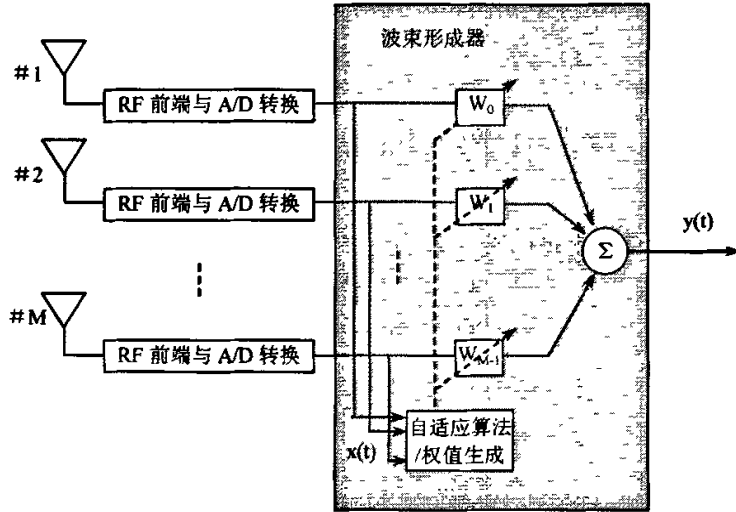 波束形成器
#1
RF 前端与 A/D 转换
W₀
#2
RF 前端与 A/D 转换
W₁
y(t)
Σ
#M
RF 前端与 A/D 转换
W_{M-1}
x(t)
自适应算法
/权值生成